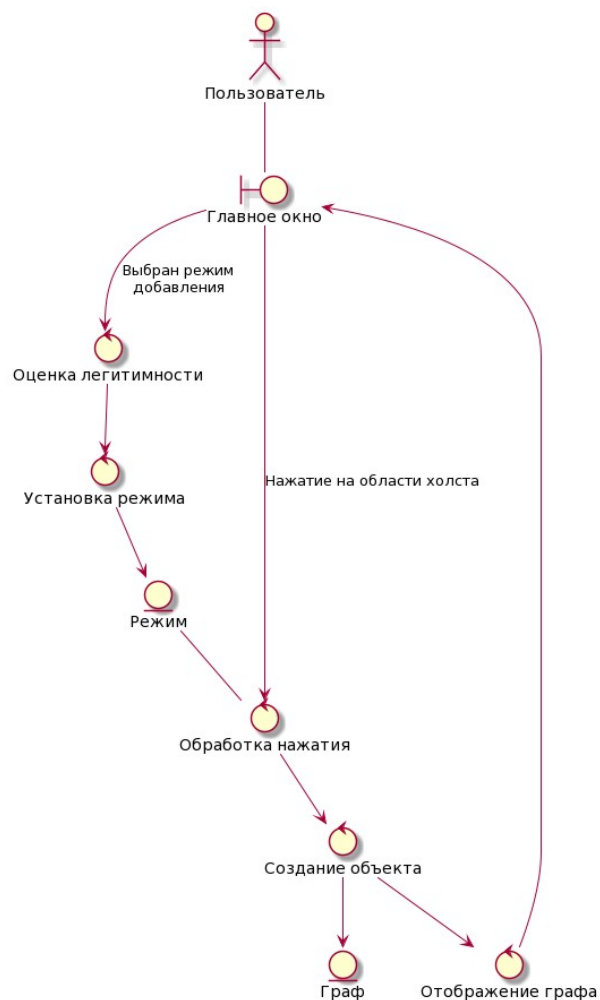 Пользователь
Главное окно
Выбран режим
добавления
Оценка легитимности
Нажатие на области холста
Установка режима
Режим
Обработка нажатия
Создание объекта
Граф
Отображение графа